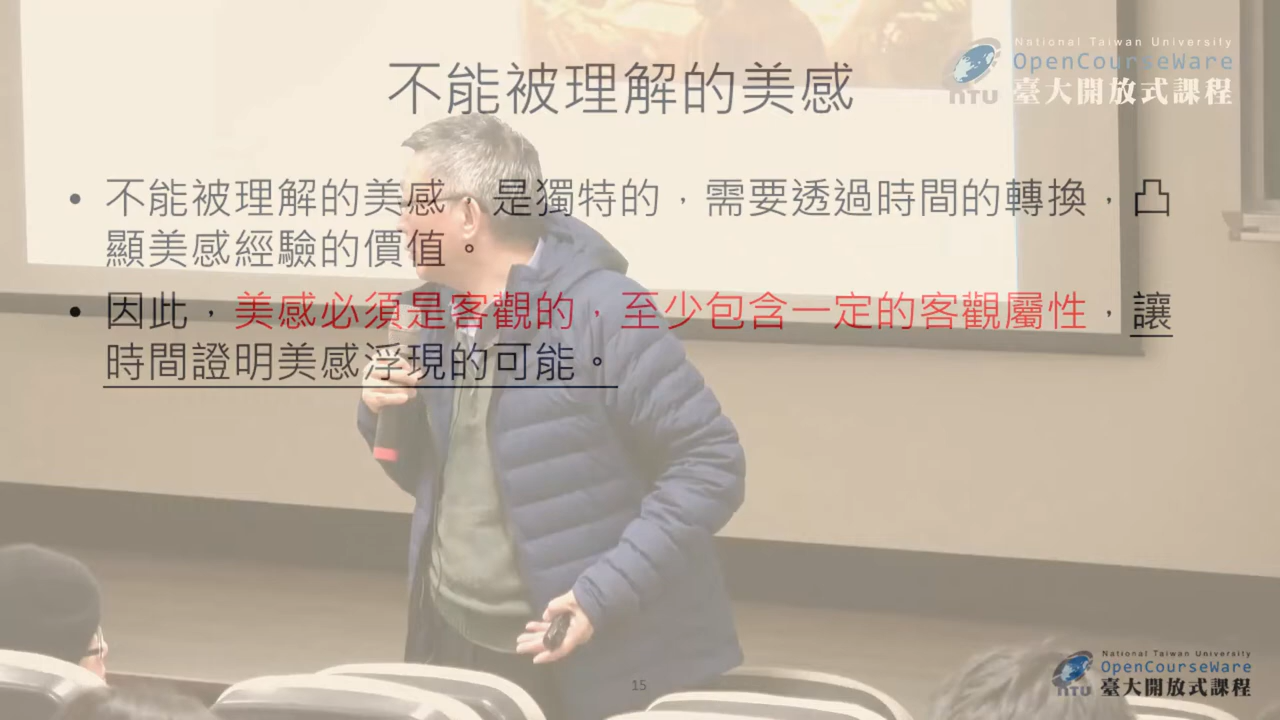 National Taiwan University
OpenCourseWare
NTU 臺大開放式課程
不能被理解的美感
• 不能被理解的美感，是獨特的，需要透過時間的轉換，凸
顯美感經驗的價值。
• 因此，美感必須是客觀的，至少包含一定的客觀屬性，讓
時間證明美感浮現的可能。
15
National Taiwan University
OpenCourseWare
NTU 臺大開放式課程